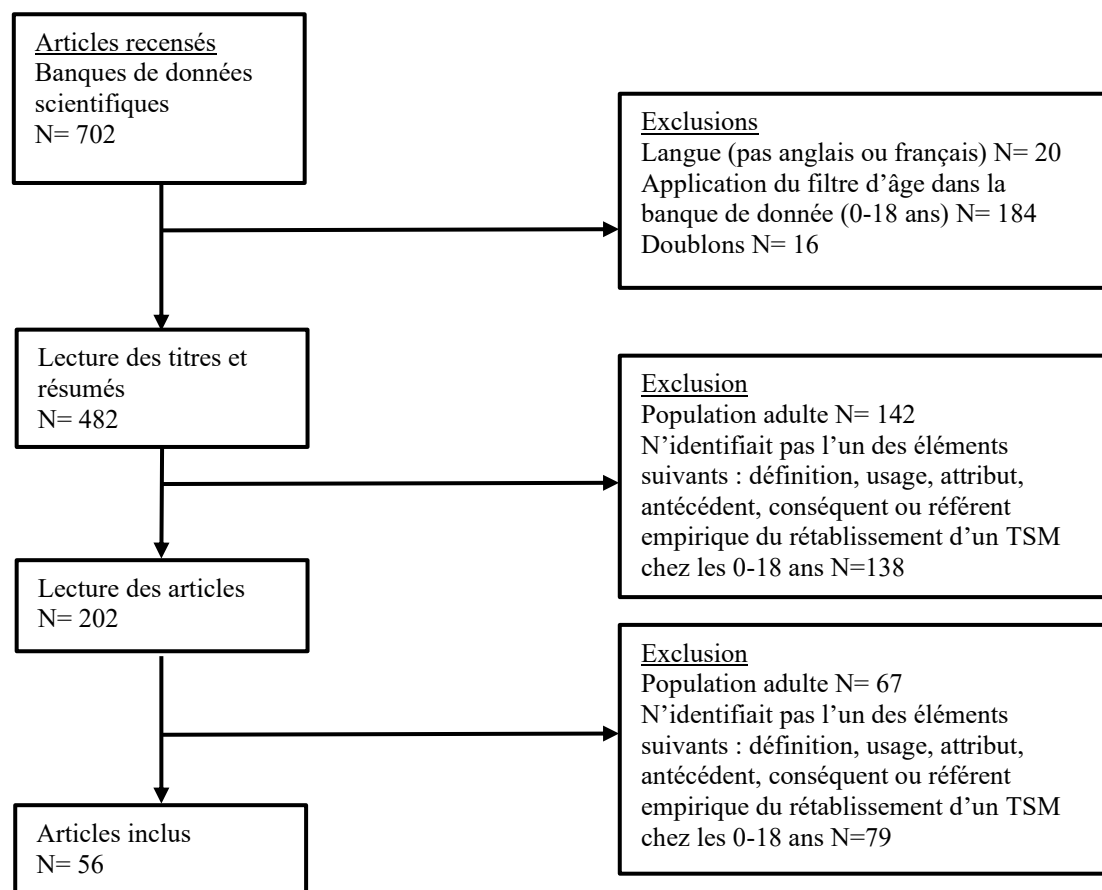 Articles recensés
Banques de données
scientifiques
N= 702
Exclusions
Langue (pas anglais ou français) N= 20
Application du filtre d’âge dans la
banque de donnée (0-18 ans) N= 184
Doublons N= 16
Lecture des titres et
résumés
N= 482
Exclusion
Population adulte N= 142
N’identifiait pas l’un des éléments
suivants : définition, usage, attribut,
antécédent, conséquent ou référent
empirique du rétablissement d’un TSM
chez les 0-18 ans N=138
Lecture des articles
N= 202
Exclusion
Population adulte N= 67
N’identifiait pas l’un des éléments
suivants : définition, usage, attribut,
antécédent, conséquent ou référent
empirique du rétablissement d’un TSM
chez les 0-18 ans N=79
Articles inclus
N= 56